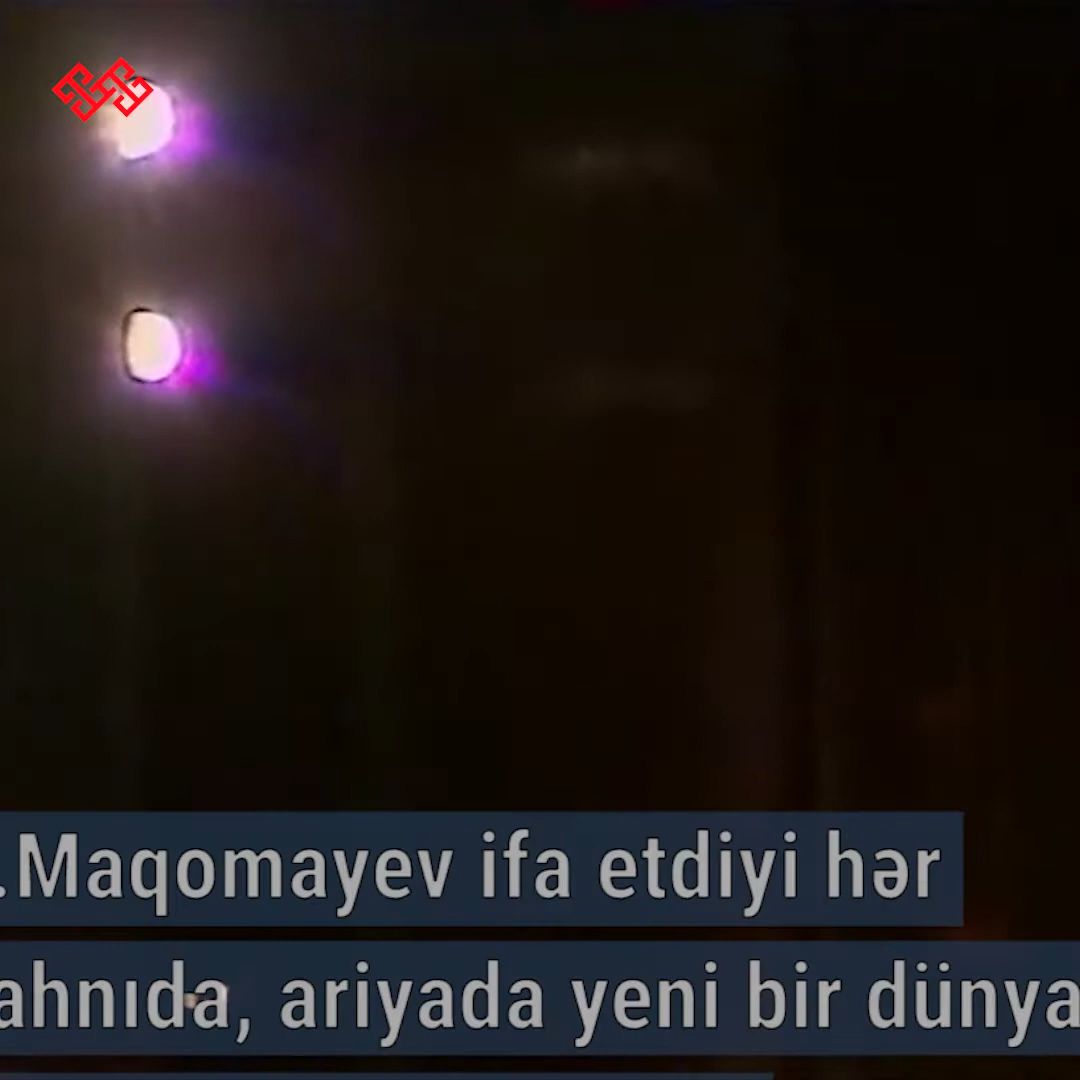 .Maqomayev ifa etdiyi hər
ahnıda, ariyada yeni bir dünya